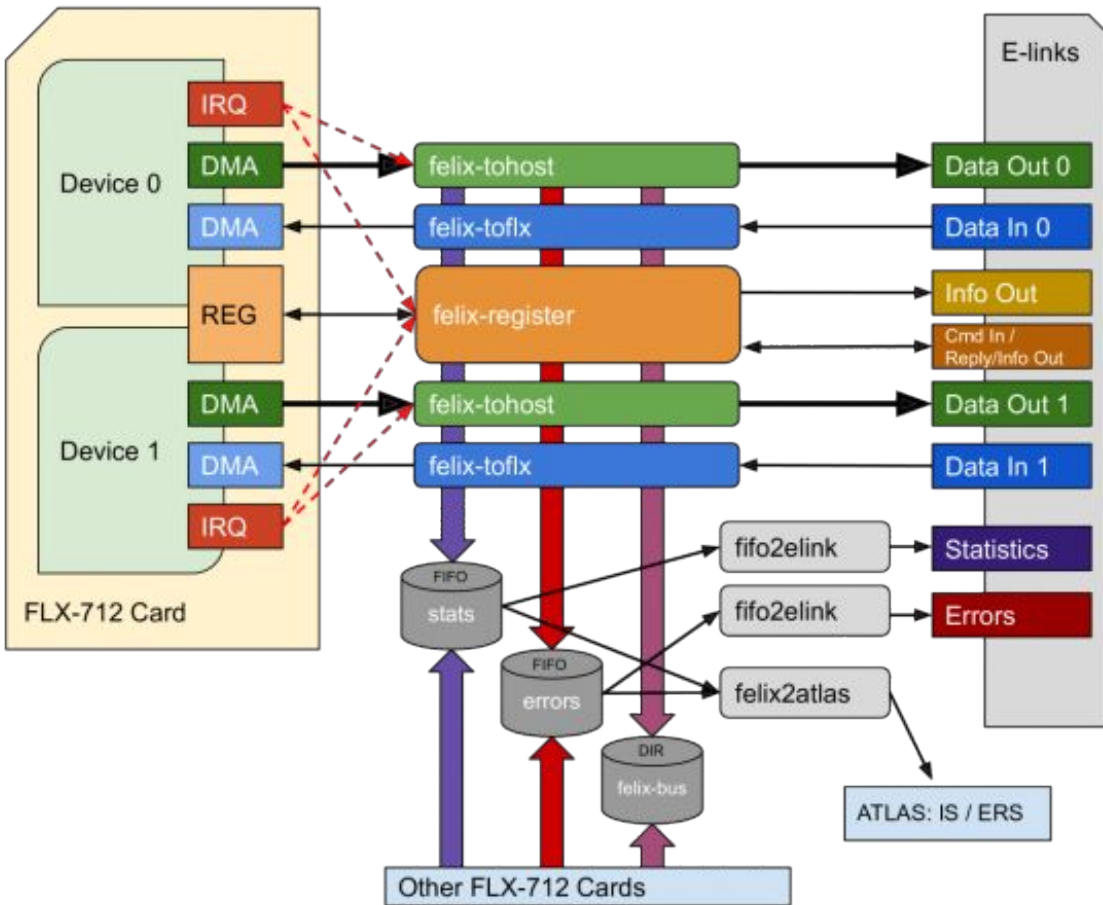 E-links
IRQ
DMA
felix-tohost
Data Out 0
Device 0
DMA
felix-toflx
Data In 0
REG
felix-register
Info Out
Cmd In /
Reply/Info Out
DMA
felix-tohost
Data Out 1
Device 1
DMA
felix-toflx
Data In 1
IRQ
fifo2elink
Statistics
FIFO
stats
FLX-712 Card
fifo2elink
Errors
FIFO
errors
felix2atlas
DIR
felix-bus
ATLAS: IS / ERS
Other FLX-712 Cards